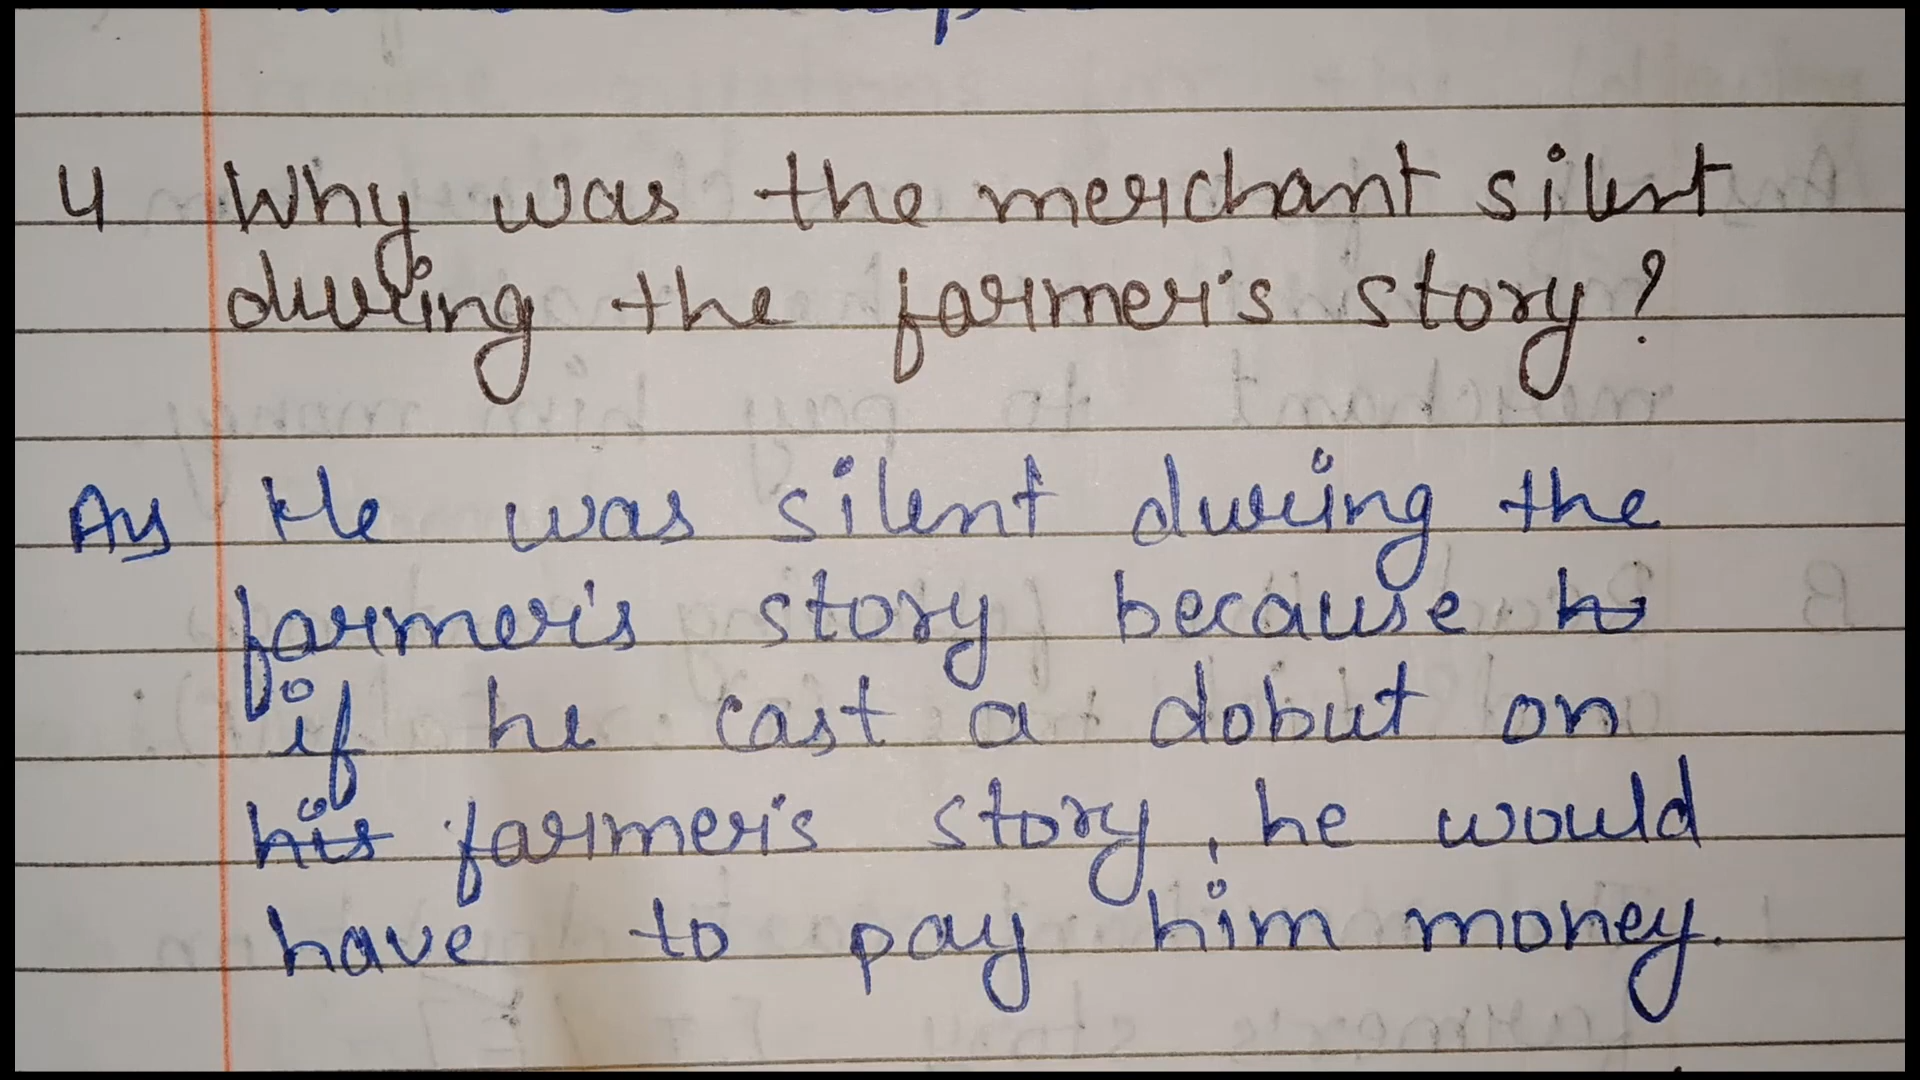 4 Why was the merchant silent
during the farmer's story?
Ans He was silent during the
farmer's story because
if he cast a dobut on
his farmer's story, he would
have to pay him money.